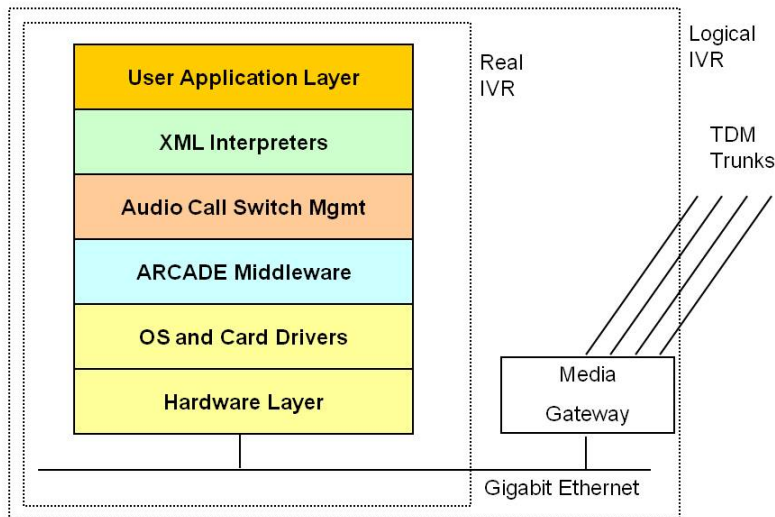 User Application Layer
XML Interpreters
Audio Call Switch Mgmt
ARCADE Middleware
OS and Card Drivers
Hardware Layer
Real
IVR
Logical
IVR
TDM
Trunks
Media
Gateway
Gigabit Ethernet